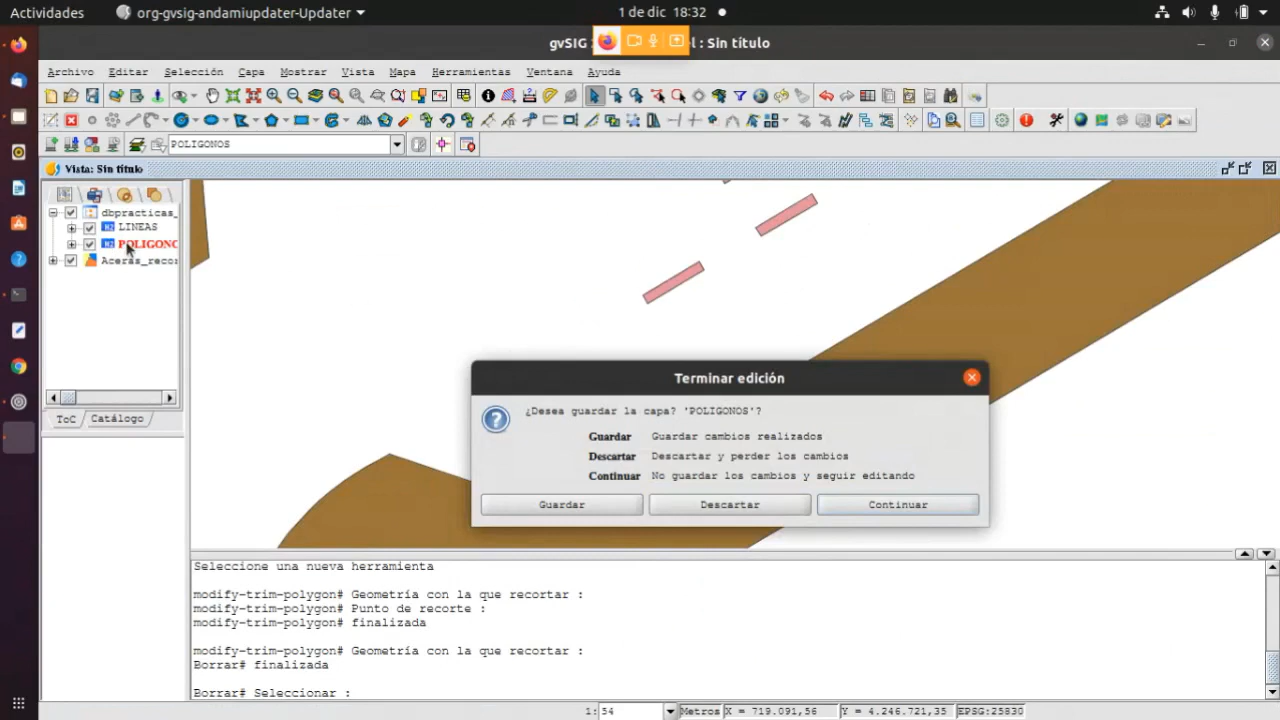 Actividades
org-gvsig-andamiupdater-Updater
1 de dic 18:32
gvSIG
l : Sin título
Archivo Editar Selección Capa Mostrar Vista Mapa Herramientas Ventana Ayuda
POLIGONOS
Vista: Sin título
dbpracticas_
LINEAS
POLIGONO
Aceras_reco
ToC Catálogo
Terminar edición
¿Desea guardar la capa? 'POLIGONOS'?
Guardar Guardar cambios realizados
Descartar Descartar y perder los cambios
Continuar No guardar los cambios y seguir editando
Guardar Descartar Continuar
Seleccione una nueva herramienta
modify-trim-polygon# Geometría con la que recortar :
modify-trim-polygon# Punto de recorte :
modify-trim-polygon# finalizada
modify-trim-polygon# Geometría con la que recortar :
Borrar# finalizada
Borrar# Seleccionar :
1: 54 Metros X = 719.091,56 Y = 4.246.721,35 EPSG:25830